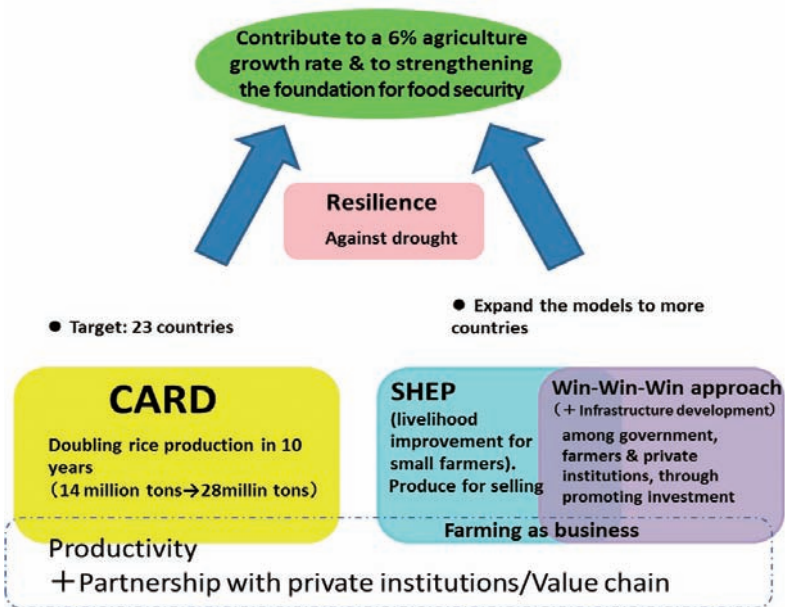 Contribute to a 6% agriculture
growth rate & to strengthening
the foundation for food security
Resilience
Against drought
● Target: 23 countries
● Expand the models to more
countries
CARD
Doubling rice production in 10
years
（14 million tons→28millin tons）
SHEP
(livelihood
improvement for
small farmers).
Produce for selling
Win-Win-Win approach
（＋Infrastructure development）
among government,
farmers & private
institutions, through
promoting investment
Farming as business
Productivity
＋Partnership with private institutions/Value chain